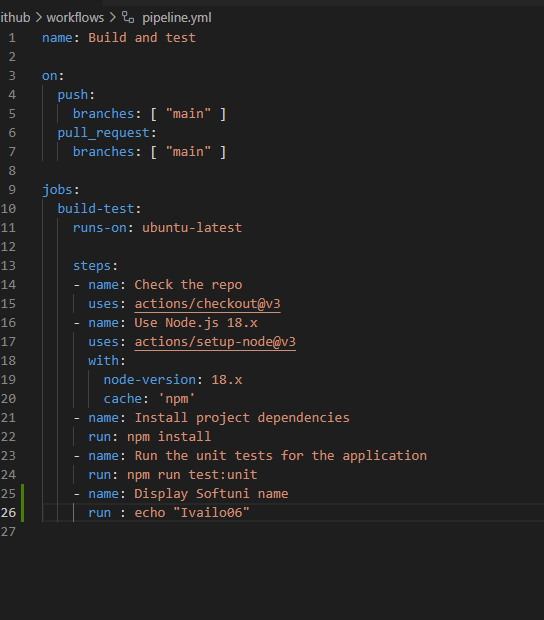 ithub > workflows > pipeline.yml
1 name: Build and test
2
3 on:
4   push:
5     branches: [ "main" ]
6   pull_request:
7     branches: [ "main" ]
8
9 jobs:
10   build-test:
11     runs-on: ubuntu-latest
12
13     steps:
14     - name: Check the repo
15       uses: actions/checkout@v3
16     - name: Use Node.js 18.x
17       uses: actions/setup-node@v3
18       with:
19         node-version: 18.x
20         cache: 'npm'
21     - name: Install project dependencies
22       run: npm install
23     - name: Run the unit tests for the application
24       run: npm run test:unit
25     - name: Display Softuni name
26       run : echo "Ivailo06"
27